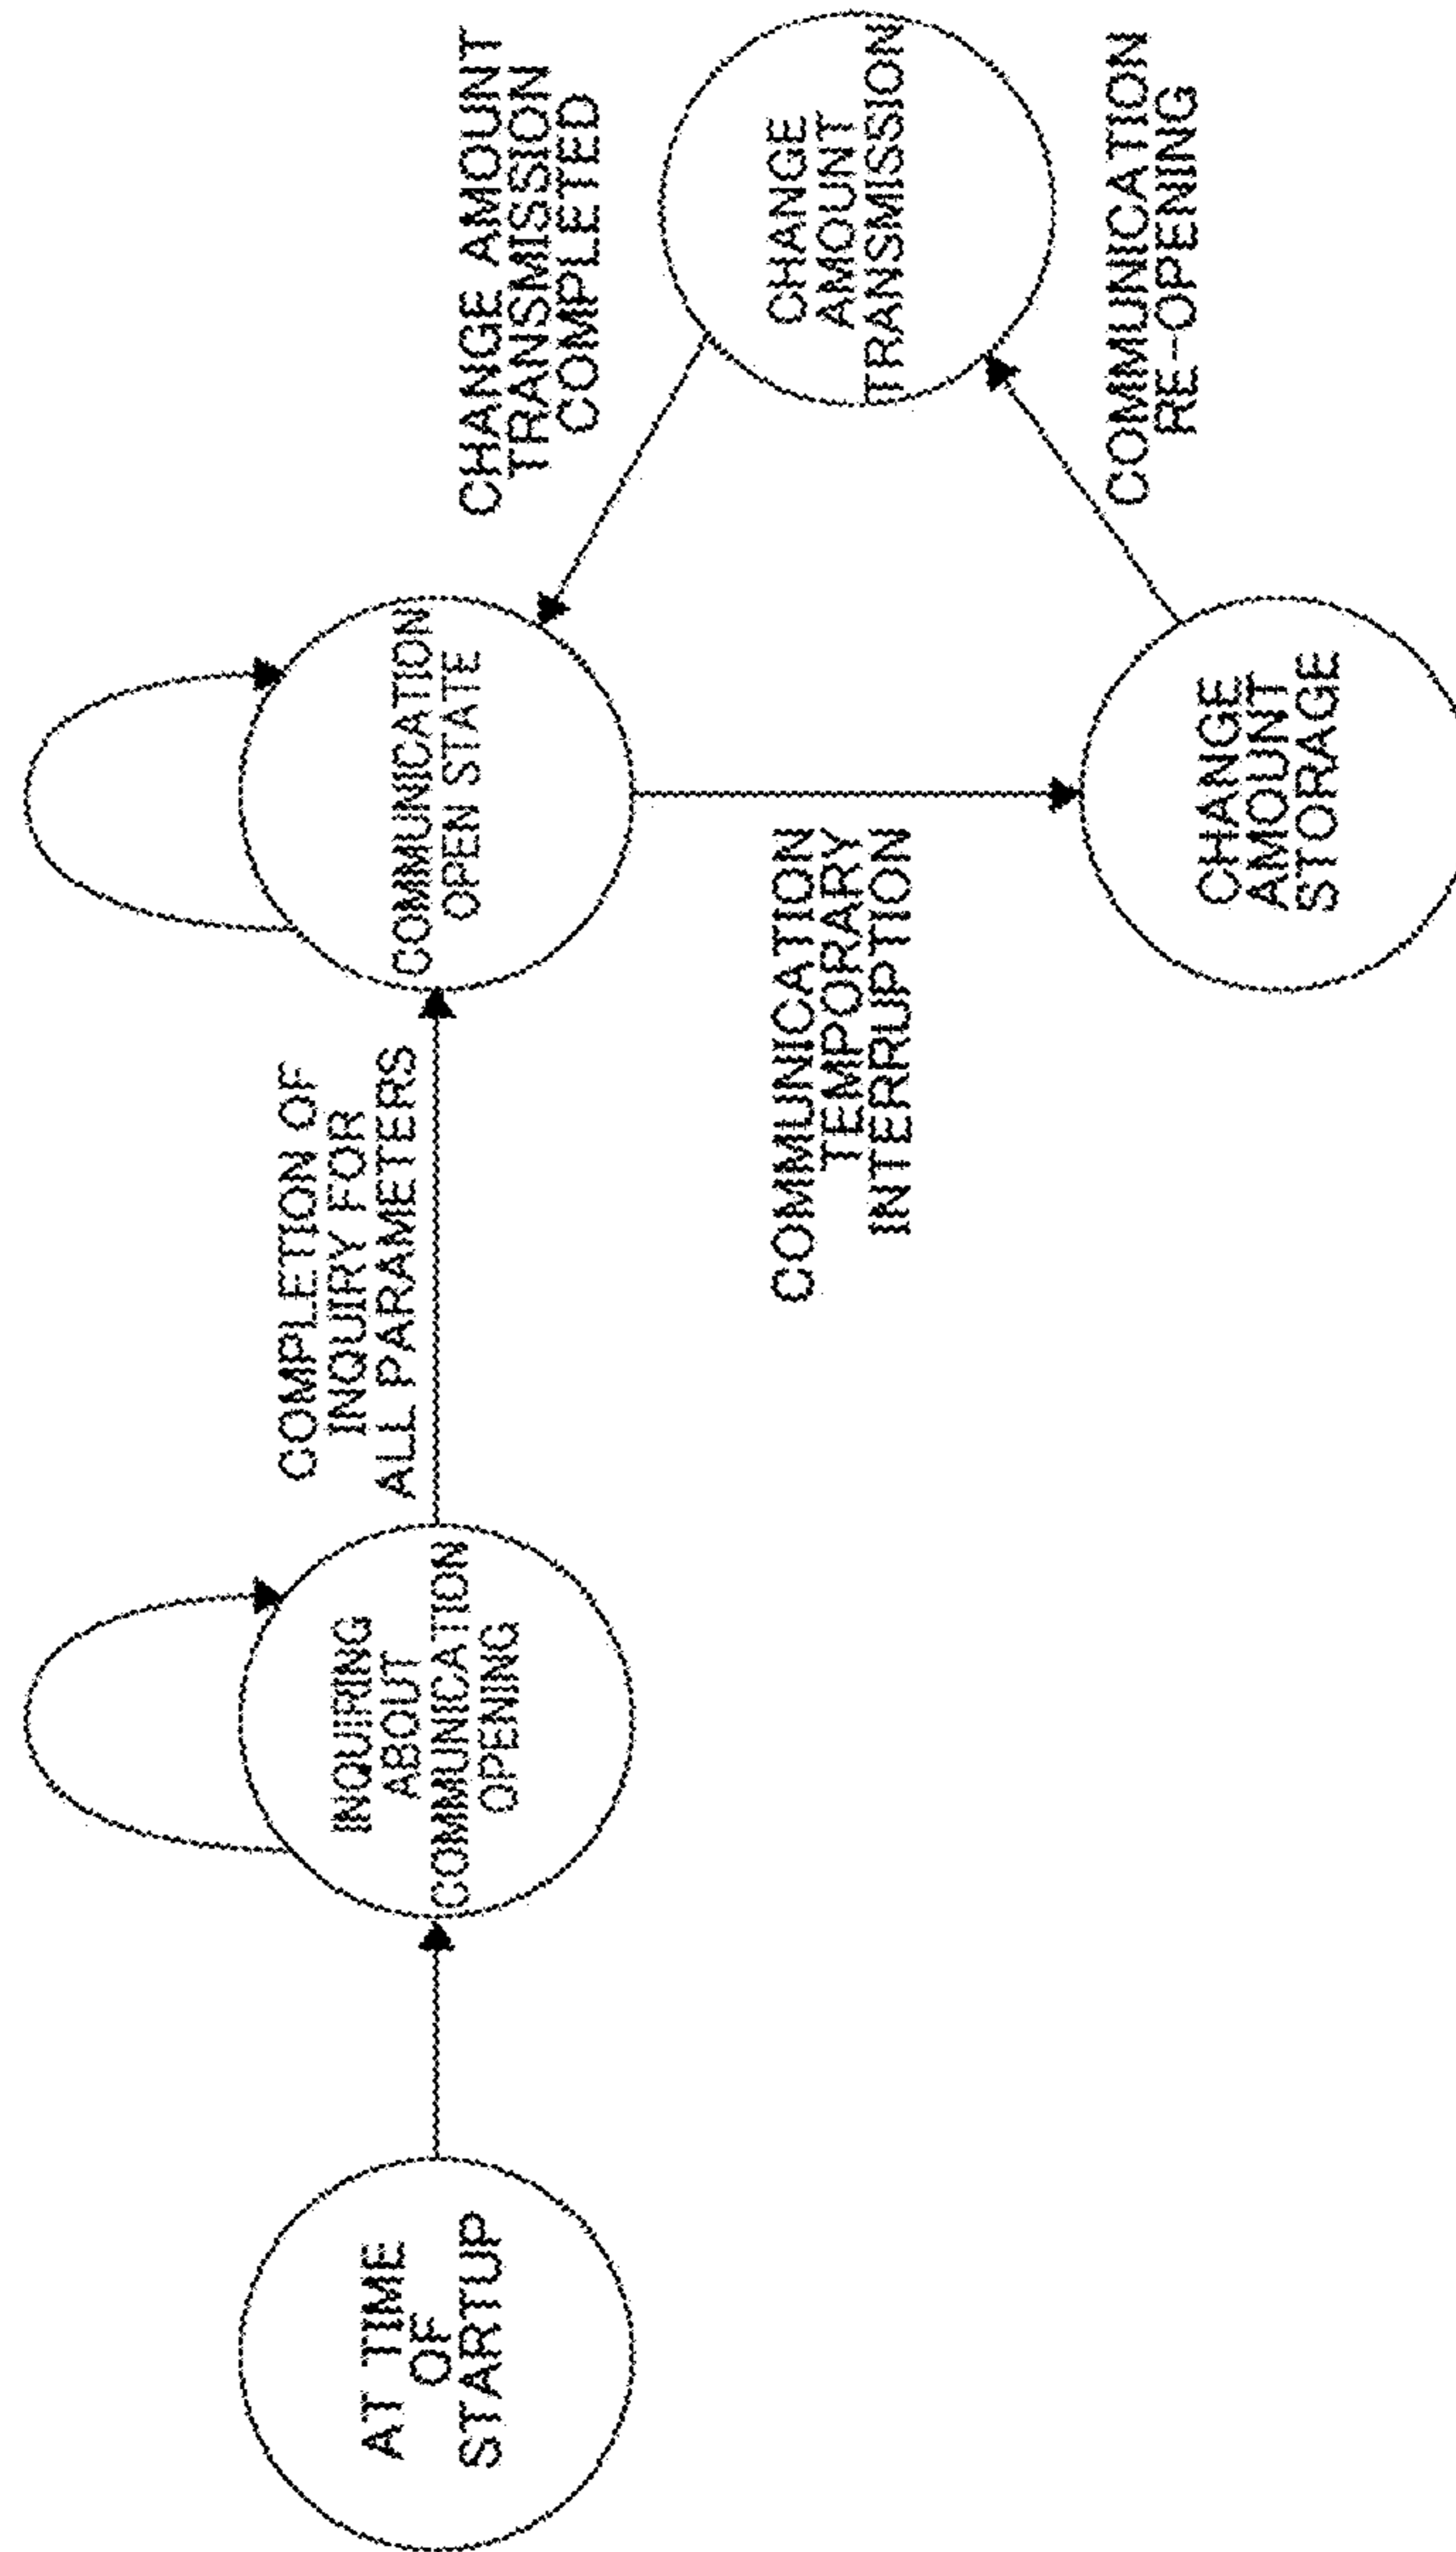 AT TIME
OF
STARTUP
INQUIRING
ABOUT
COMMUNICATION
OPENING
COMPLETION OF
INQUIRY FOR
ALL PARAMETERS
COMMUNICATION
OPEN STATE
COMMUNICATION
TEMPORARY
INTERRUPTION
CHANGE
AMOUNT
STORAGE
COMMUNICATION
RE-OPENING
CHANGE
AMOUNT
TRANSMISSION
CHANGE AMOUNT
TRANSMISSION
COMPLETED